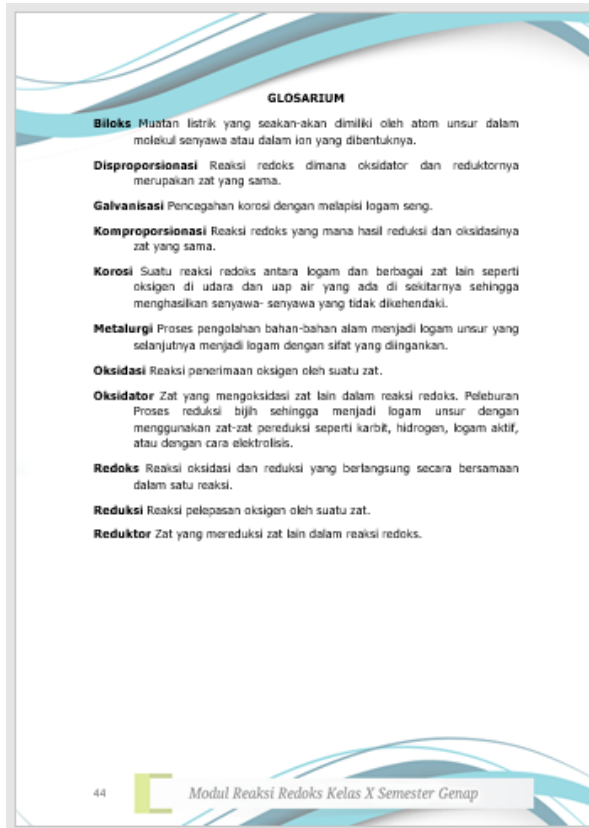 GLOSARIUM
Biloks Muatan listrik yang seakan-akan dimiliki oleh atom unsur dalam
molekul senyawa atau dalam ion yang dibentuknya.
Disproporsionasi Reaksi redoks dimana oksidator dan reduktornya
merupakan zat yang sama.
Galvanisasi Pencegahan korosi dengan melapisi logam seng.
Komproporsionasi Reaksi redoks yang mana hasil reduksi dan oksidasinya
zat yang sama.
Korosi Suatu reaksi redoks antara logam dan berbagai zat lain seperti
oksigen di udara dan uap air yang ada di sekitarnya sehingga
menghasilkan senyawa- senyawa yang tidak dikehendaki.
Metalurgi Proses pengolahan bahan-bahan alam menjadi logam unsur yang
selanjutnya menjadi logam dengan sifat yang diingankan.
Oksidasi Reaksi penerimaan oksigen oleh suatu zat.
Oksidator Zat yang mengoksidasi zat lain dalam reaksi redoks. Peleburan
Proses reduksi bijih sehingga menjadi logam unsur dengan
menggunakan zat-zat pereduksi seperti karbit, hidrogen, logam aktif,
atau dengan cara elektrolisis.
Redoks Reaksi oksidasi dan reduksi yang berlangsung secara bersamaan
dalam satu reaksi.
Reduksi Reaksi pelepasan oksigen oleh suatu zat.
Reduktor Zat yang mereduksi zat lain dalam reaksi redoks.
44 Modul Reaksi Redoks Kelas X Semester Genap